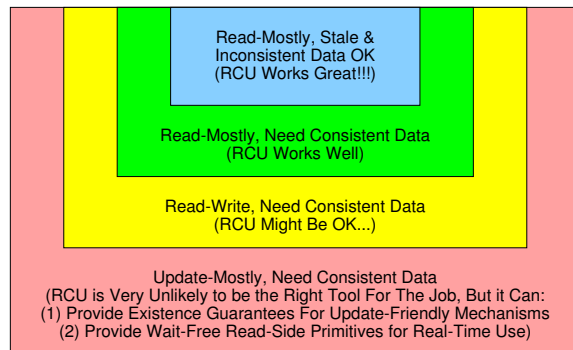 Read-Mostly, Stale &
Inconsistent Data OK
(RCU Works Great!!!)
Read-Mostly, Need Consistent Data
(RCU Works Well)
Read-Write, Need Consistent Data
(RCU Might Be OK...)
Update-Mostly, Need Consistent Data
(RCU is Very Unlikely to be the Right Tool For The Job, But it Can:
(1) Provide Existence Guarantees For Update-Friendly Mechanisms
(2) Provide Wait-Free Read-Side Primitives for Real-Time Use)